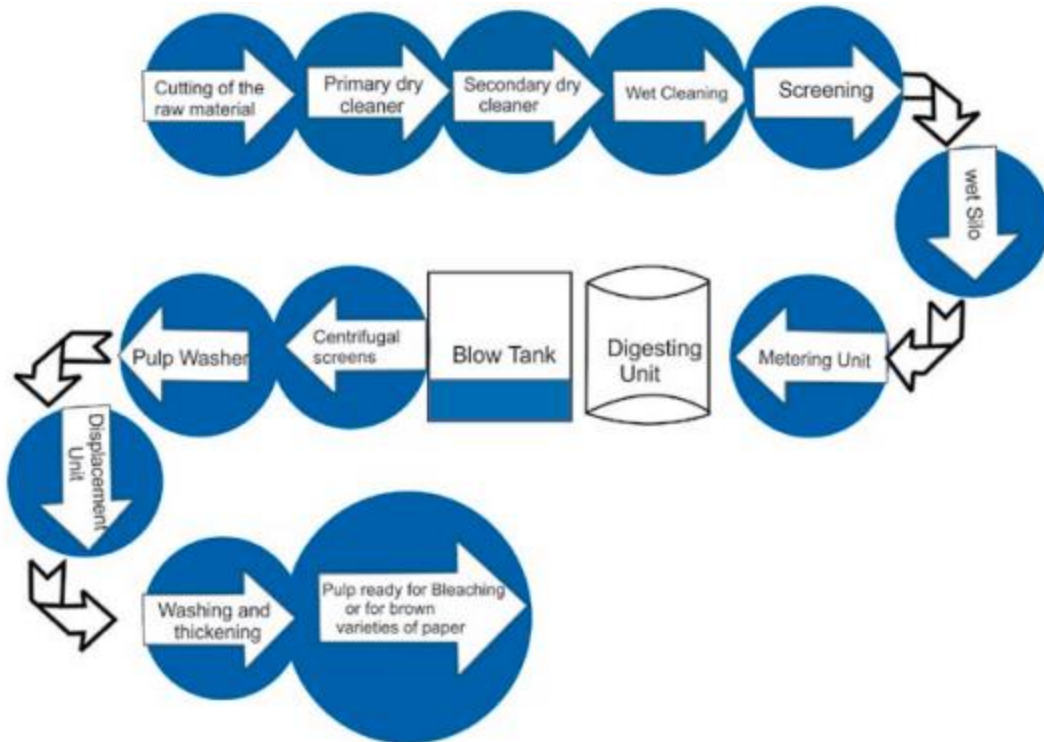 Cutting of the
raw material
Primary dry
cleaner
Secondary dry
cleaner
Wet Cleaning
Screening
wet Silo
Metering Unit
Digesting
Unit
Blow Tank
Centrifugal
screens
Pulp Washer
Displacement
Unit
Washing and
thickening
Pulp ready for Bleaching
or for brown
varieties of paper